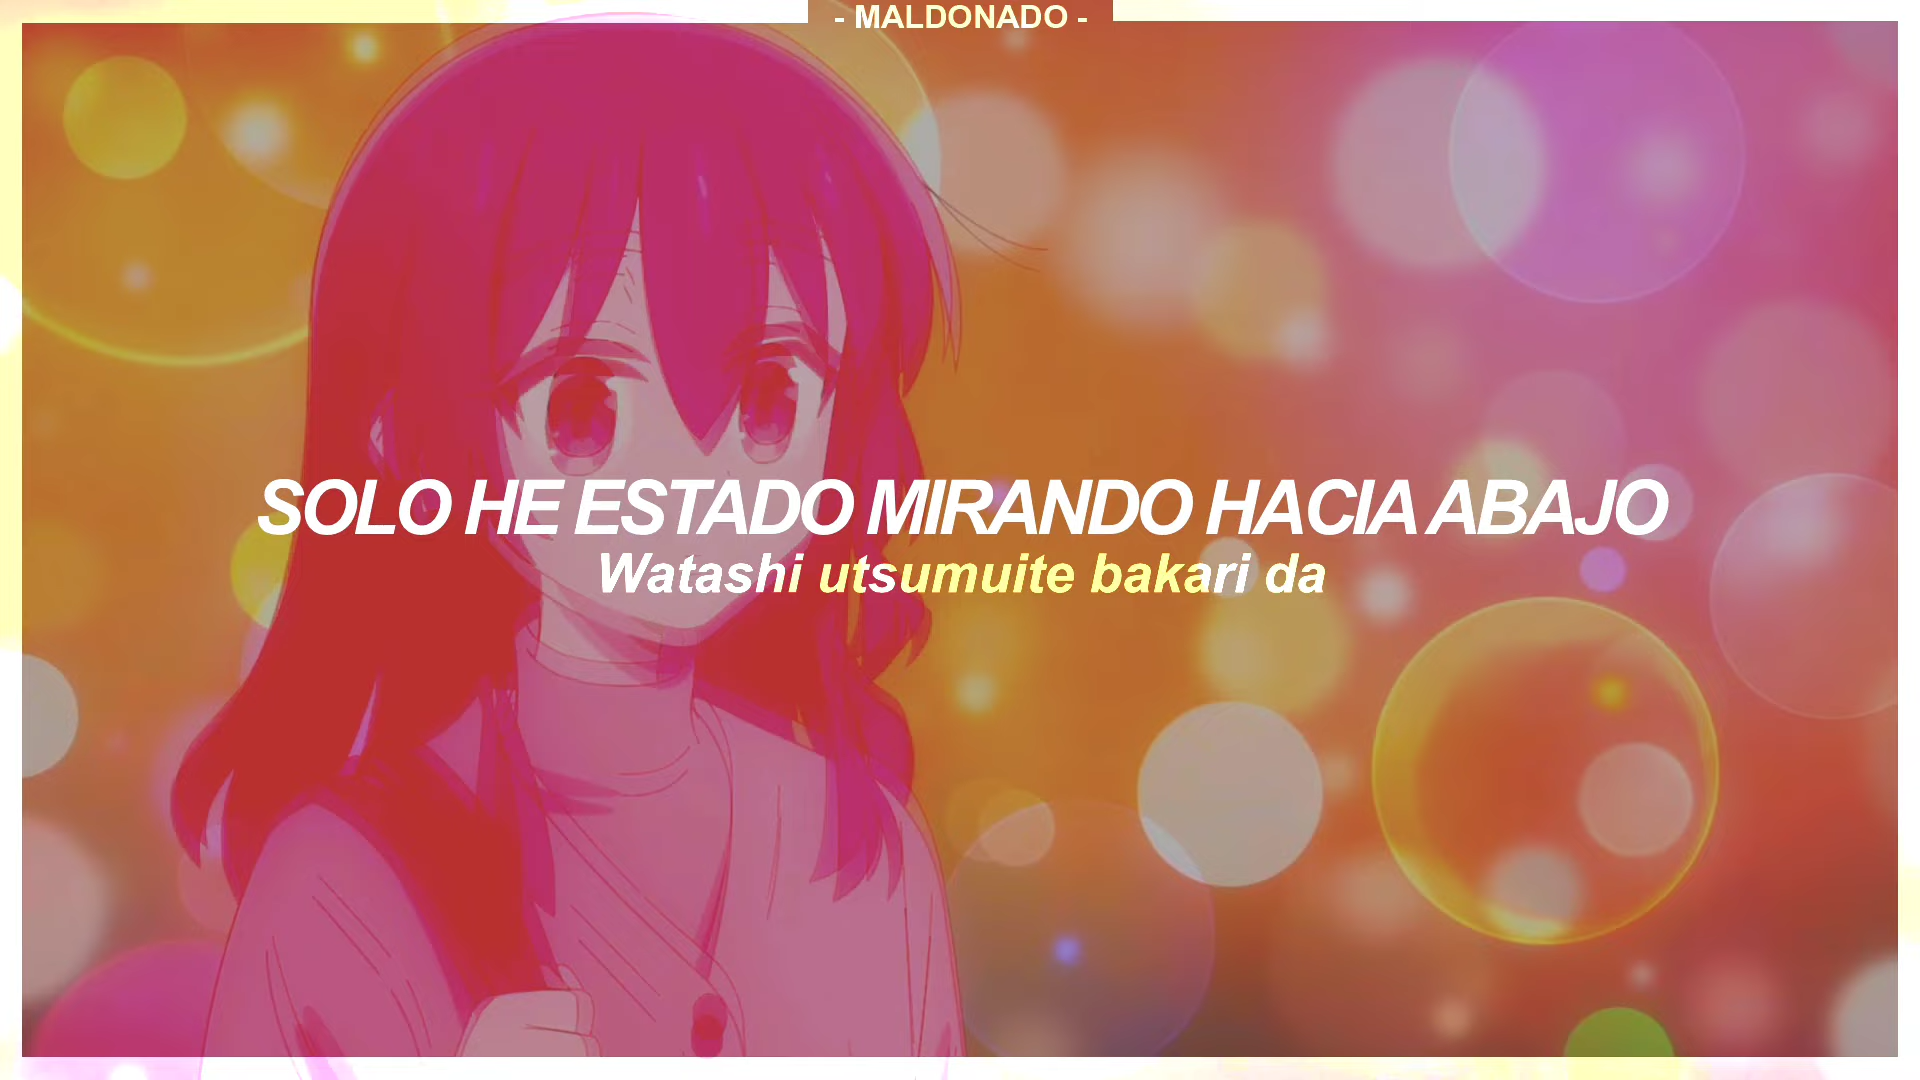 - MALDONADO -
SOLO HE ESTADO MIRANDO HACIA ABAJO
Watashi utsumuite bakari da